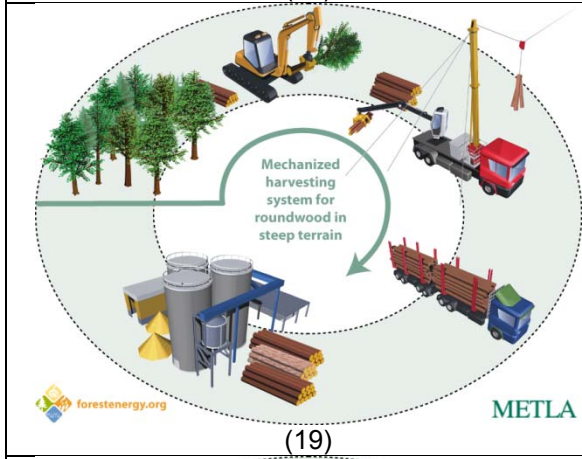 Mechanized
harvesting
system for
roundwood in
steep terrain
forestenergy.org
METLA
(19)